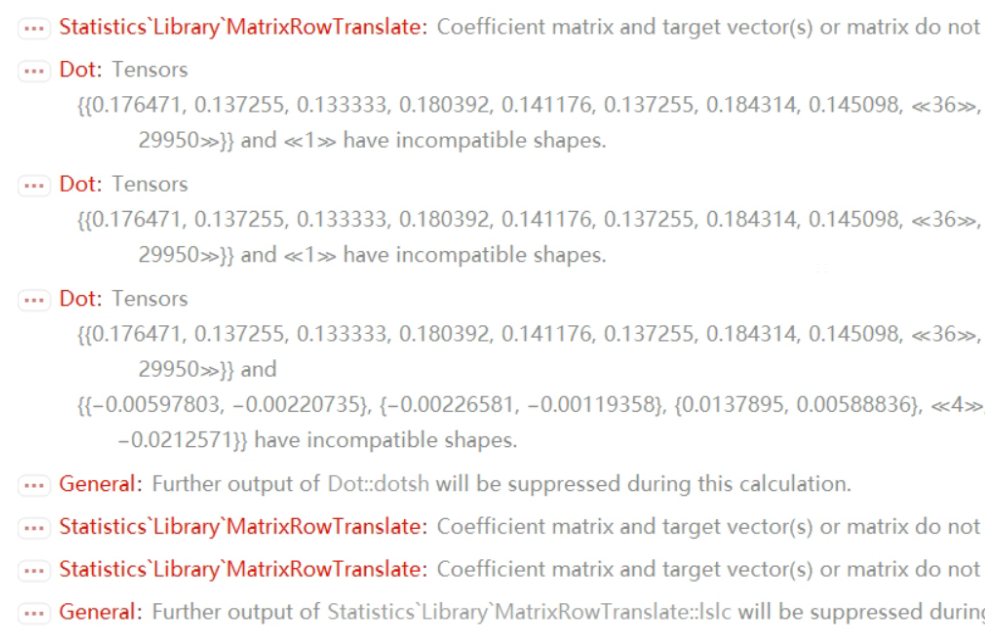 Statistics`Library`MatrixRowTranslate: Coefficient matrix and target vector(s) or matrix do not
Dot: Tensors
{{0.176471, 0.137255, 0.133333, 0.180392, 0.141176, 0.137255, 0.184314, 0.145098, ≪36≫,
29950≫}} and ≪1≫ have incompatible shapes.
Dot: Tensors
{{0.176471, 0.137255, 0.133333, 0.180392, 0.141176, 0.137255, 0.184314, 0.145098, ≪36≫,
29950≫}} and ≪1≫ have incompatible shapes.
Dot: Tensors
{{0.176471, 0.137255, 0.133333, 0.180392, 0.141176, 0.137255, 0.184314, 0.145098, ≪36≫,
29950≫}} and
{{−0.00597803, −0.00220735}, {−0.00226581, −0.00119358}, {0.0137895, 0.00588836}, ≪4≫,
−0.0212571}} have incompatible shapes.
General: Further output of Dot::dotsh will be suppressed during this calculation.
Statistics`Library`MatrixRowTranslate: Coefficient matrix and target vector(s) or matrix do not
Statistics`Library`MatrixRowTranslate: Coefficient matrix and target vector(s) or matrix do not
General: Further output of Statistics`Library`MatrixRowTranslate::lslc will be suppressed during